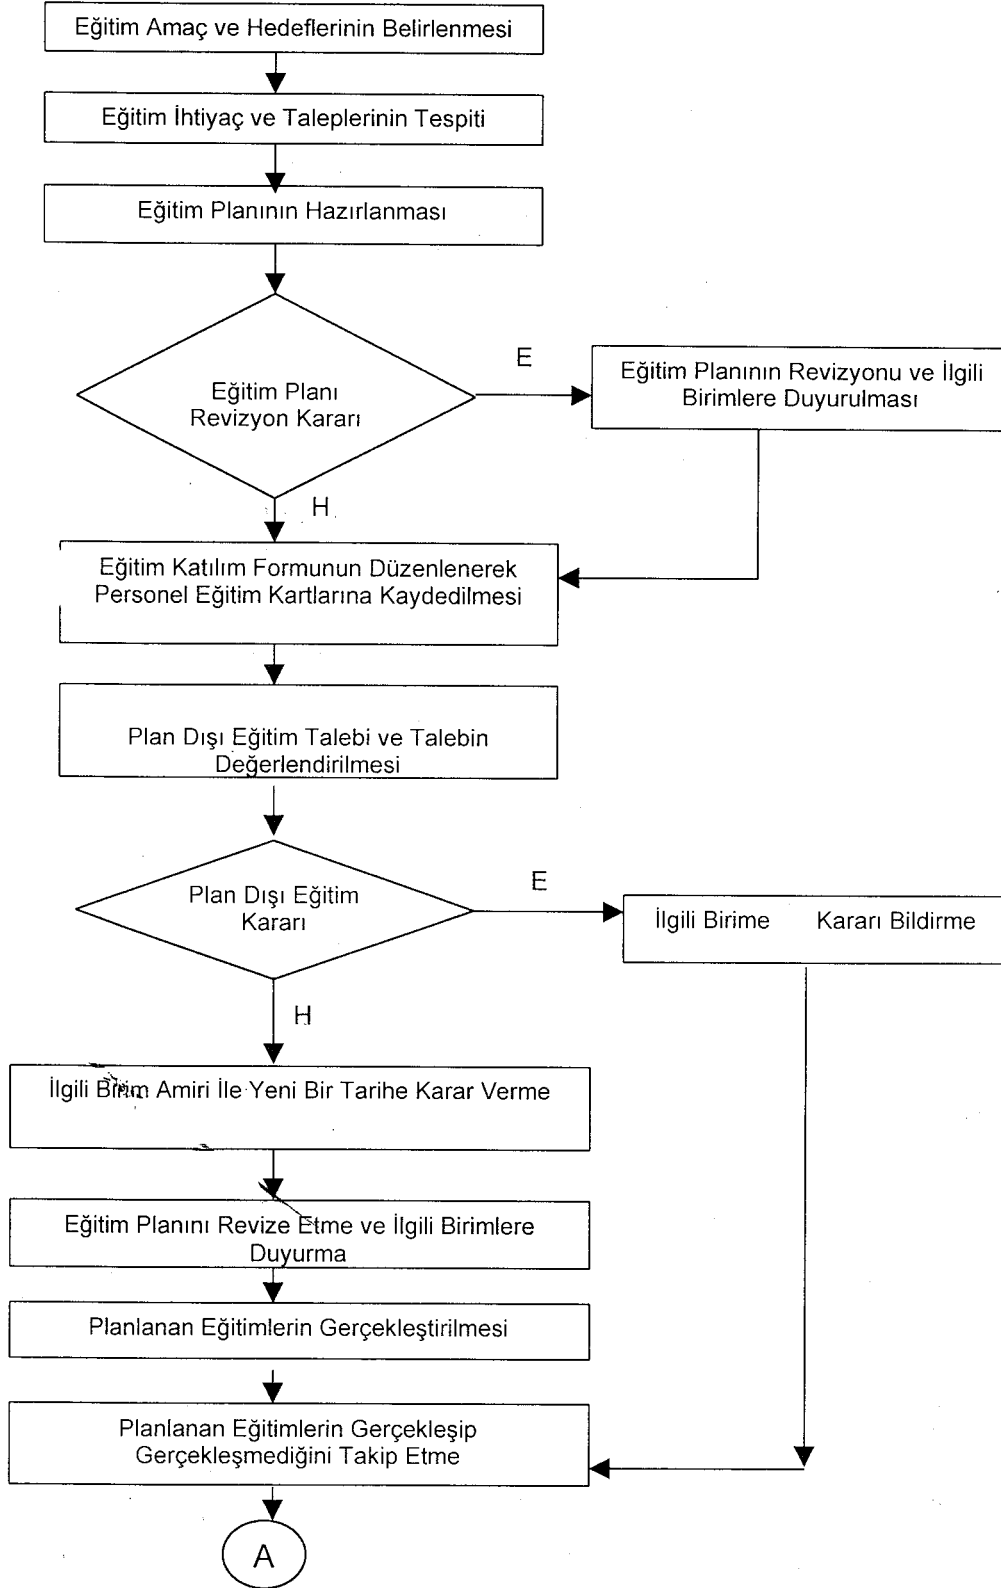 Eğitim Amaç ve Hedeflerinin Belirlenmesi
Eğitim İhtiyaç ve Taleplerinin Tespiti
Eğitim Planının Hazırlanması
Eğitim Planı
Revizyon Kararı
E
Eğitim Planının Revizyonu ve İlgili
Birimlere Duyurulması
H
Eğitim Katılım Formunun Düzenlenerek
Personel Eğitim Kartlarına Kaydedilmesi
Plan Dışı Eğitim Talebi ve Talebin
Değerlendirilmesi
Plan Dışı Eğitim
Kararı
E
İlgili Birime Kararı Bildirme
H
İlgili Birim Amiri İle Yeni Bir Tarihe Karar Verme
Eğitim Planını Revize Etme ve İlgili Birimlere
Duyurma
Planlanan Eğitimlerin Gerçekleştirilmesi
Planlanan Eğitimlerin Gerçekleşip
Gerçekleşmediğini Takip Etme
A